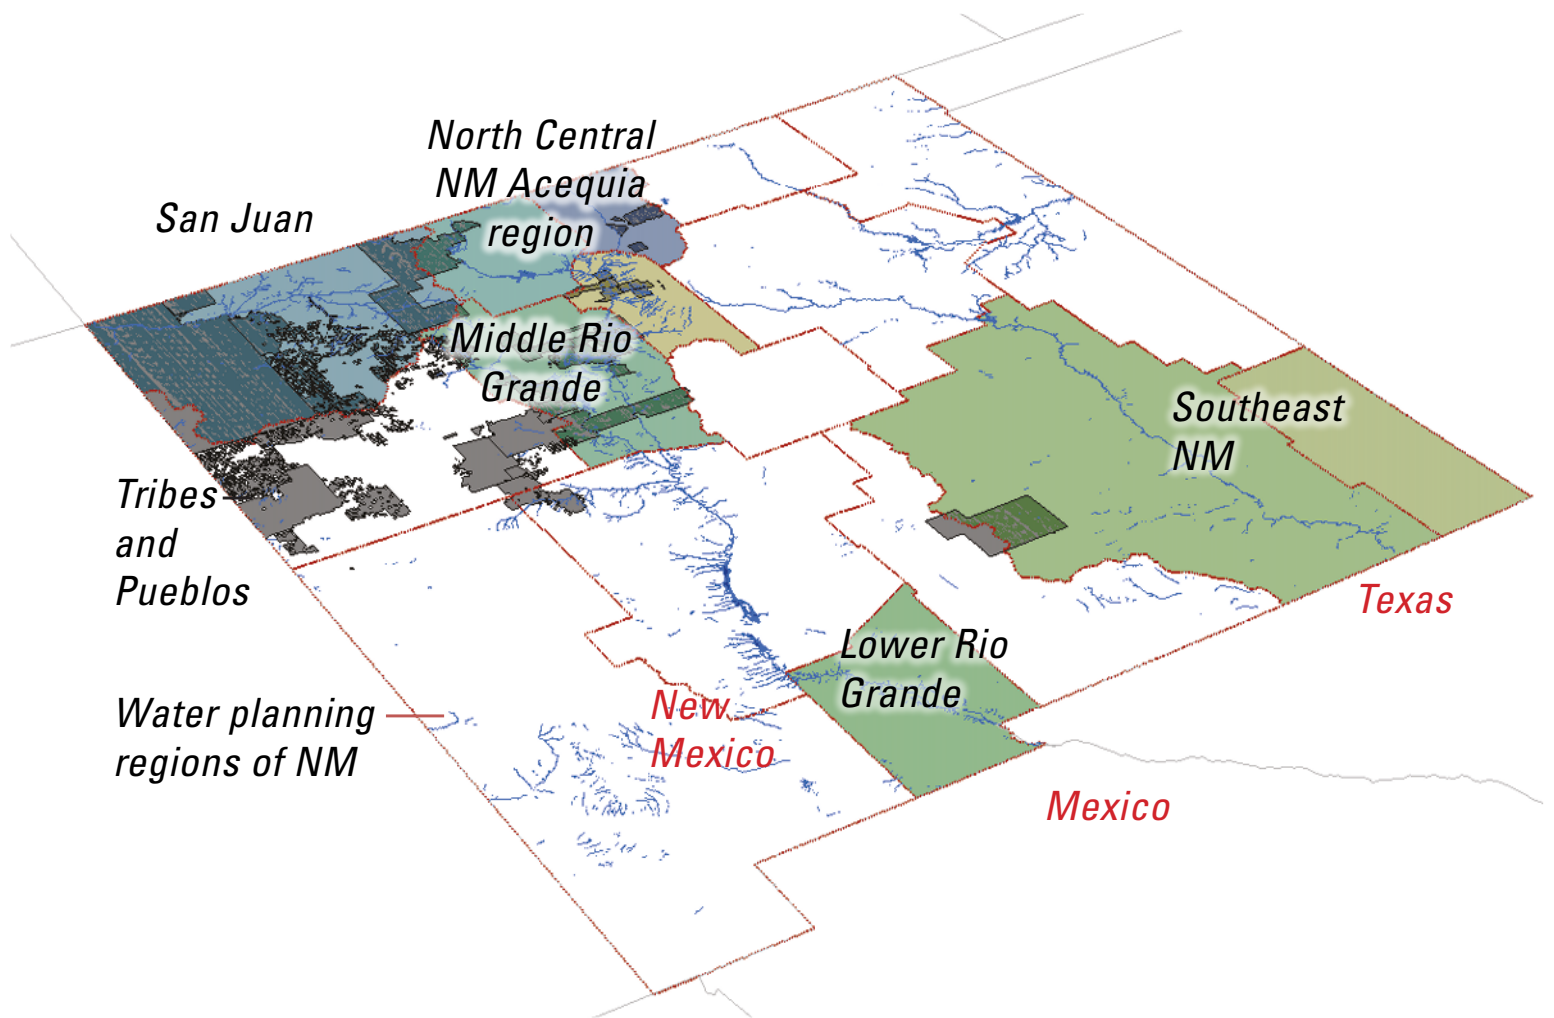 North Central
NM Acequia
region
San Juan
Middle Rio
Grande
Southeast
NM
Tribes
and
Pueblos
Texas
Lower Rio
Grande
New
Mexico
Water planning
regions of NM
Mexico